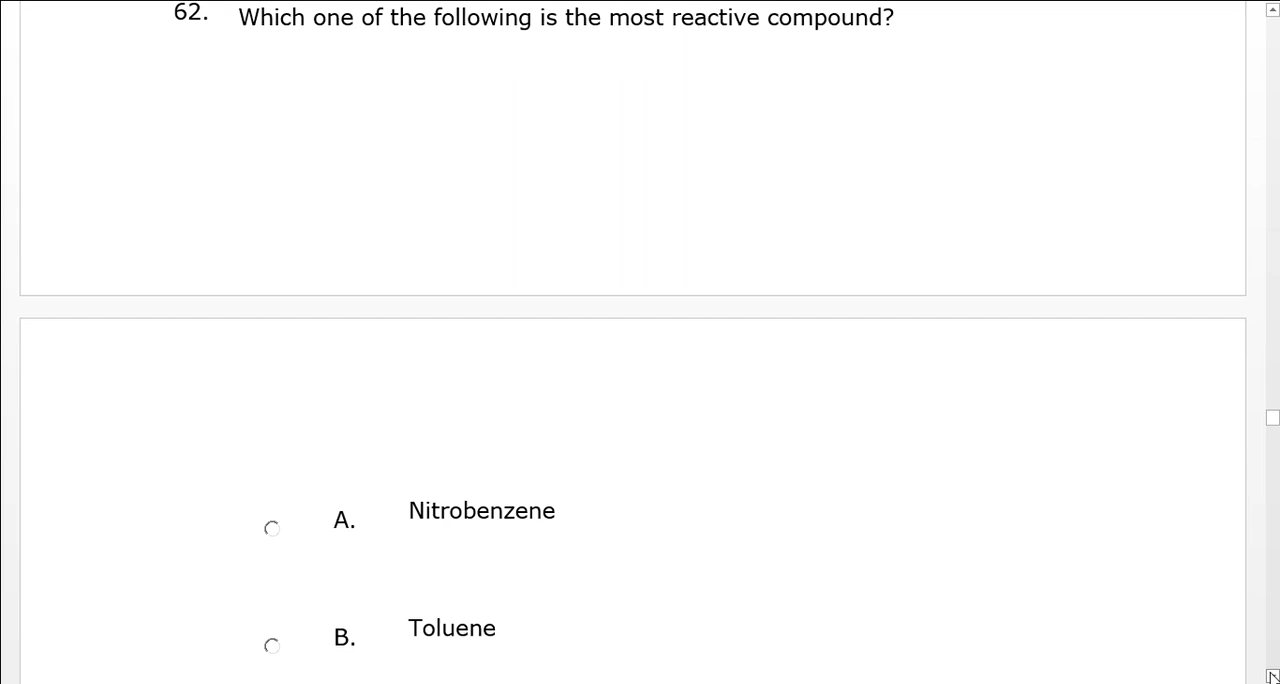 62. Which one of the following is the most reactive compound?
A. Nitrobenzene
B. Toluene